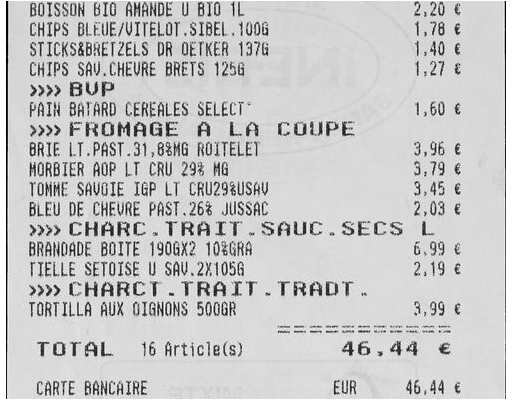 BOISSON BIO AMANDE U BIO 1L 2,20 €
CHIPS BLEUE/VITELOT.SIBEL.100G 1,78 €
STICKS&BRETZELS DR OETKER 137G 1,40 €
CHIPS SAV.CHEVRE BRETS 125G 1,27 €
»»» BVP
PAIN BATARD CEREALES SELECT° 1,60 €
»»» FROMAGE A LA COUPE
BRIE LT.PAST.31,8%MG ROITELET 3,96 €
MORBIER AOP LT CRU 29% MG 3,79 €
TOMME SAVOIE IGP LT CRU29%USAV 3,45 €
BLEU DE CHEVRE PAST.26% JUSSAC 2,03 €
»»» CHARC.TRAIT.SAUC.SECS L
BRANDADE BOITE 190GX2 10%GRA 6,99 €
TIELLE SETOISE U SAV.2X105G 2,19 €
»»» CHARCT.TRAIT.TRADT.
TORTILLA AUX OIGNONS 500GR 3,99 €
TOTAL 16 Article(s) 46,44 €
CARTE BANCAIRE EUR 46,44 €